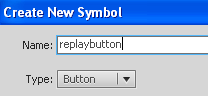 Create New Symbol
Name: replaybutton
Type: Button